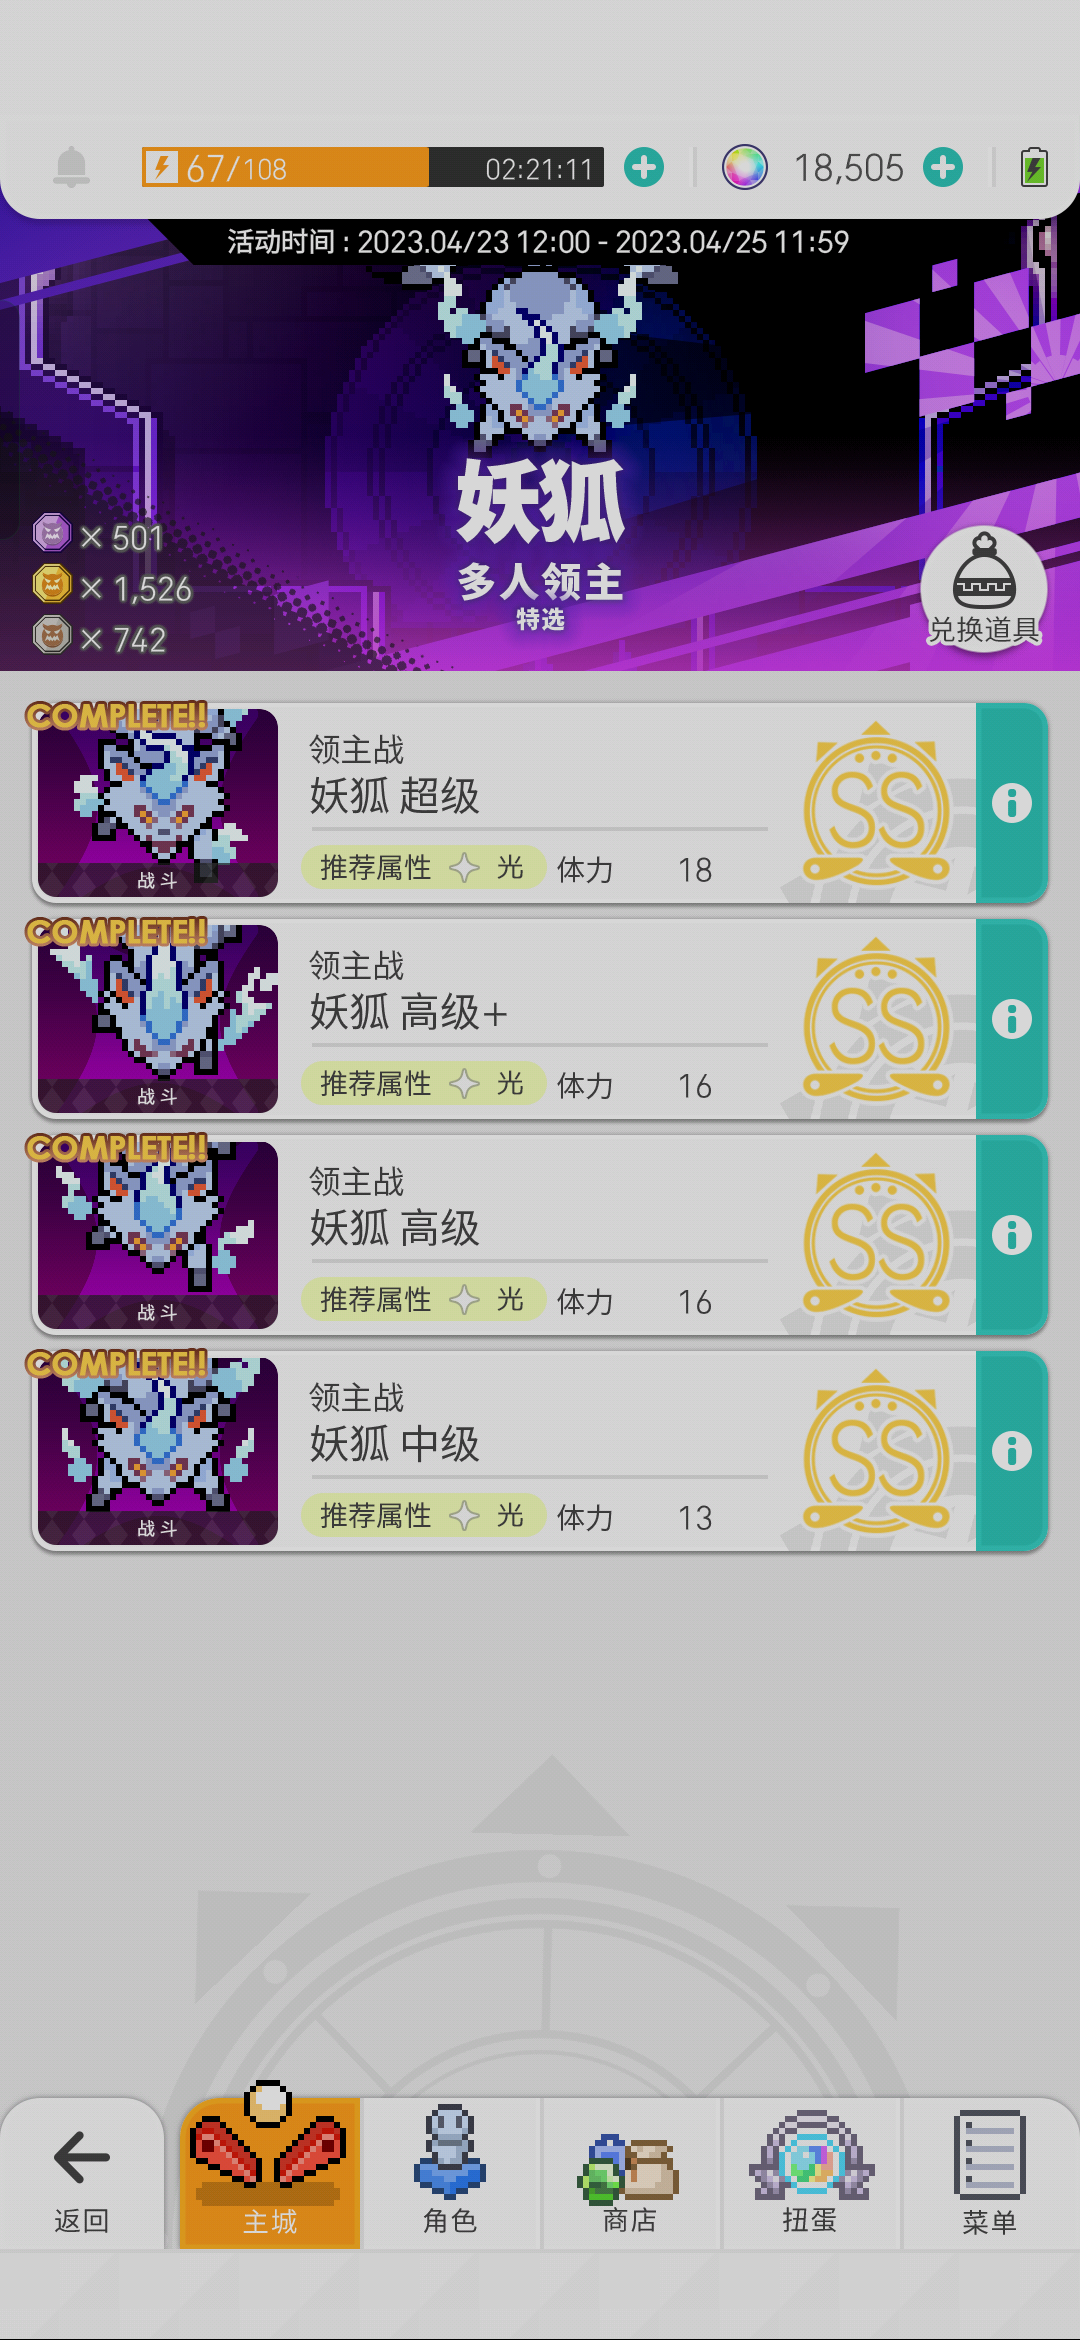 67/108
02:21:11
18,505
活动时间 : 2023.04/23 12:00 - 2023.04/25 11:59
妖狐
多人领主
特选
× 501
× 1,526
× 742
兑换道具
COMPLETE!!
战斗
领主战
妖狐 超级
推荐属性 光 体力 18
SS
COMPLETE!!
战斗
领主战
妖狐 高级+
推荐属性 光 体力 16
SS
COMPLETE!!
战斗
领主战
妖狐 高级
推荐属性 光 体力 16
SS
COMPLETE!!
战斗
领主战
妖狐 中级
推荐属性 光 体力 13
SS
返回
主城
角色
商店
扭蛋
菜单